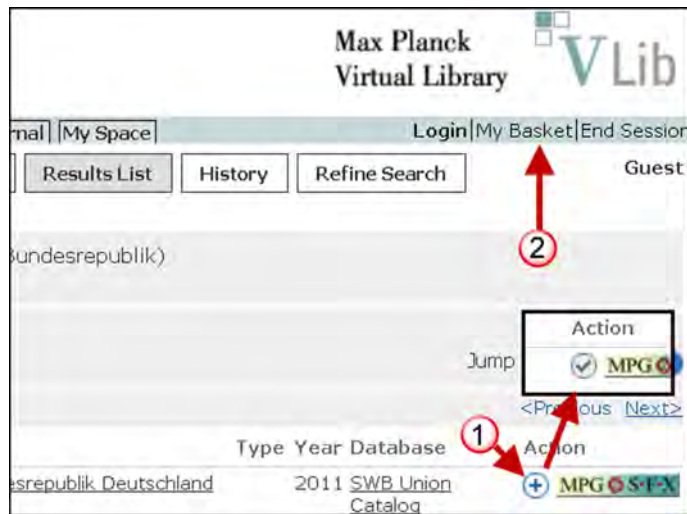 Max Planck
Virtual Library
VLib
My Space
Login|My Basket|End Session
Results List
History
Refine Search
Guest
2
Bundesrepublik)
Action
Jump
MPG
<Previous Next>
1
Type Year Database Action
esrepublik Deutschland 2011 SWB Union MPG S·F·X
Catalog